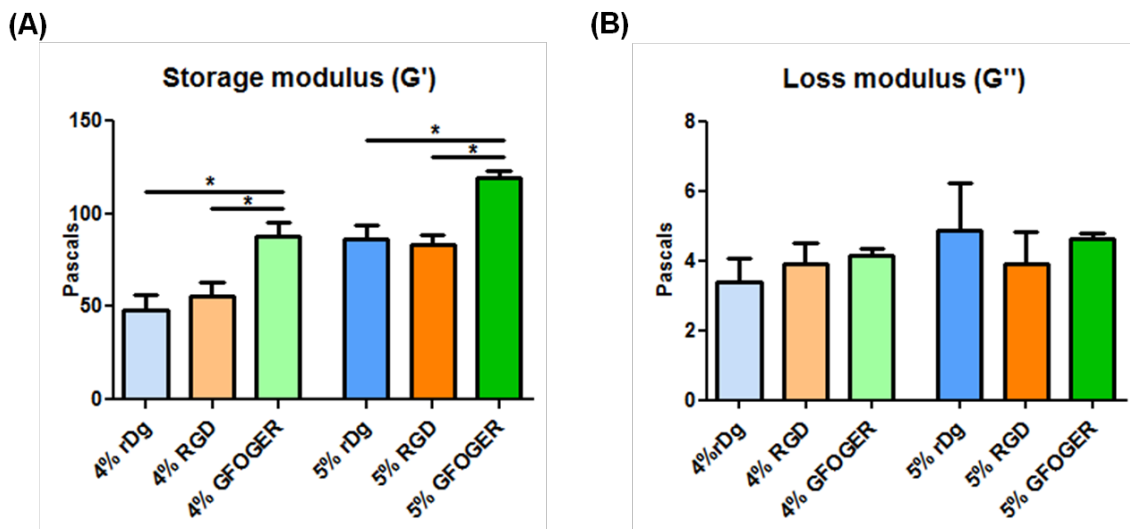 (A)
Storage modulus (G')
Pascals
150
100
50
0
*
*
*
*
4% rDg
4% RGD
4% GFOGER
5% rDg
5% RGD
5% GFOGER
(B)
Loss modulus (G'')
Pascals
8
6
4
2
0
4%rDg
4% RGD
4% GFOGER
5% rDg
5% RGD
5% GFOGER